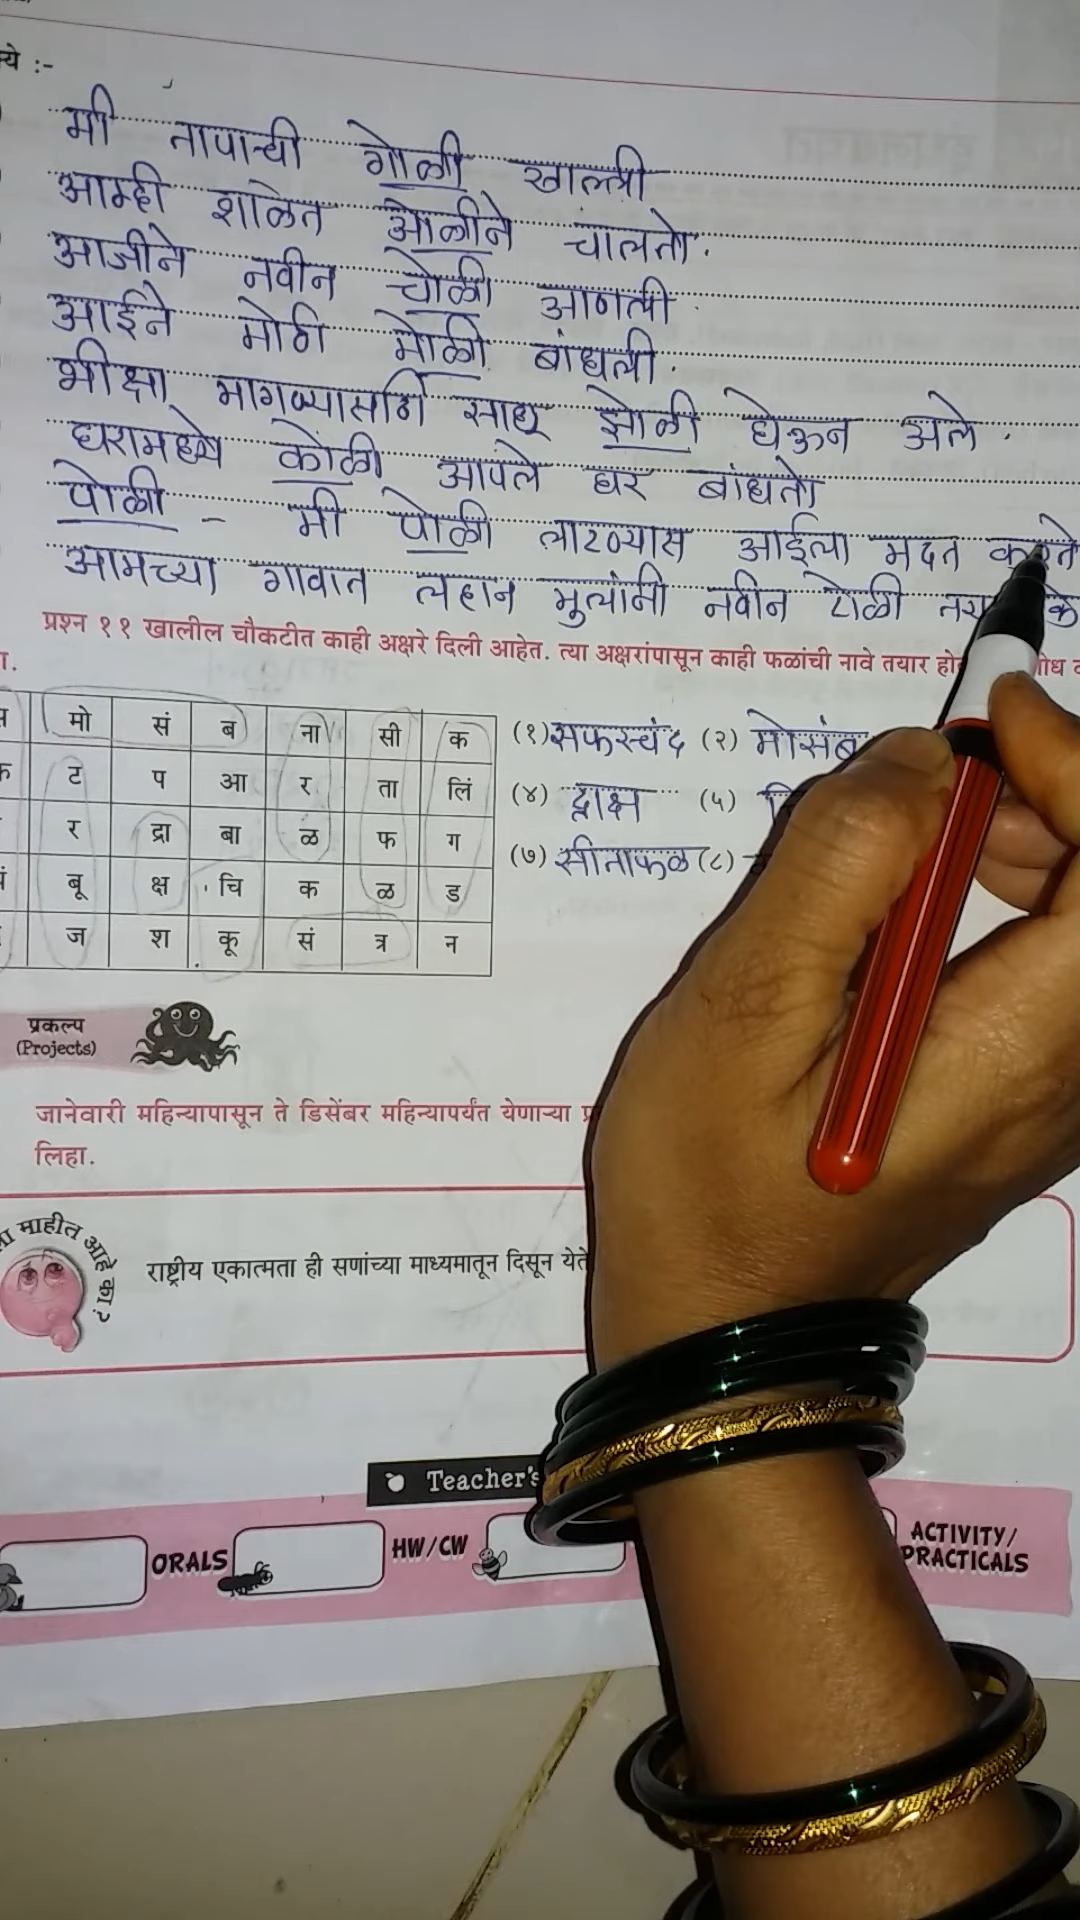 :-
मी तापाची गोळी खाल्ली
आम्ही शाळेत ओळीने चालतो.
आजीने नवीन चोळी आणली.
आईने मोठी मोळी बांधली.
भीक्षा मागण्यासाठी साधू झोळी घेऊन आले.
घरामध्ये कोळी आपले घर बांधतो
पोळी - मी पोळी लाटण्यास आईला मदत करते
आमच्या गावात लहान मुलांनी नवीन टोळी
प्रश्न ११ खालील चौकटीत काही अक्षरे दिली आहेत. त्या अक्षरांपासून काही फळांची नावे तयार
मो सं ब ना सी क
ट प आ र ता लिं
र द्रा बा ळ फ ग
बू क्ष चि क ळ ड
ज श कू सं त्र न
(१) सफरचंद (२) मोसंब
(४) द्राक्ष (५)
(७) सीताफळ (८)
प्रकल्प
(Projects)
जानेवारी महिन्यापासून ते डिसेंबर महिन्यापर्यंत येणाऱ्या
लिहा.
माहीत आहे का?
राष्ट्रीय एकात्मता ही सणांच्या माध्यमातून दिसून येते
Teacher's
ORALS HW/CW ACTIVITY/
PRACTICALS